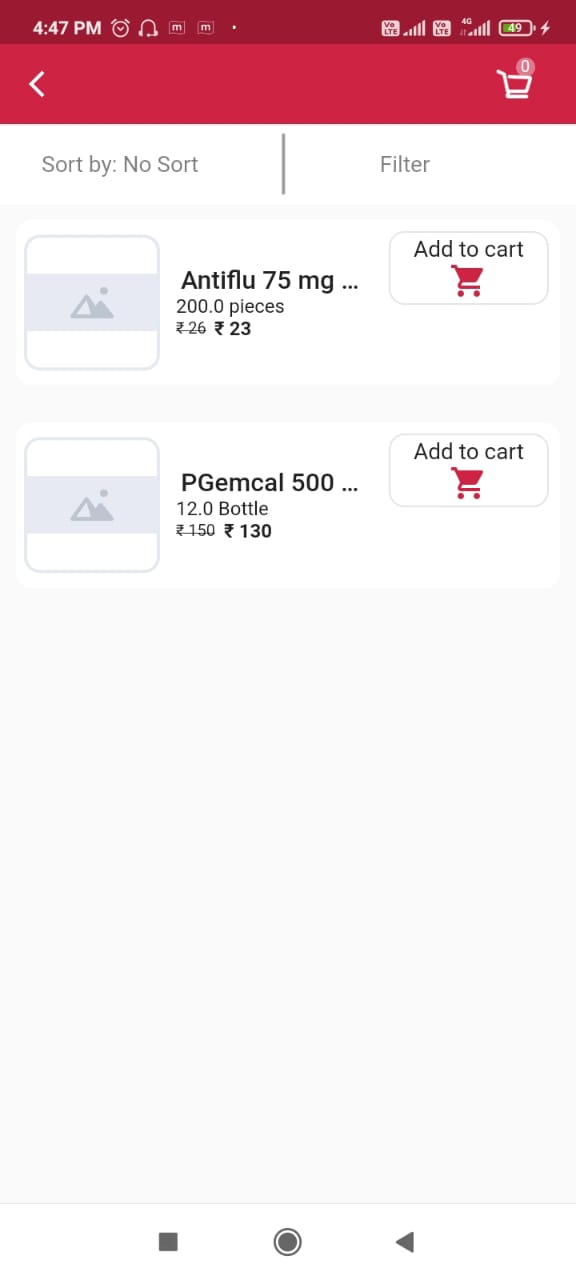 4:47 PM
m m
Vo LTE Vo LTE 4G 49
0
Sort by: No Sort
Filter
Antiflu 75 mg ...
200.0 pieces
₹ 26 ₹ 23
Add to cart
PGemcal 500 ...
12.0 Bottle
₹ 150 ₹ 130
Add to cart